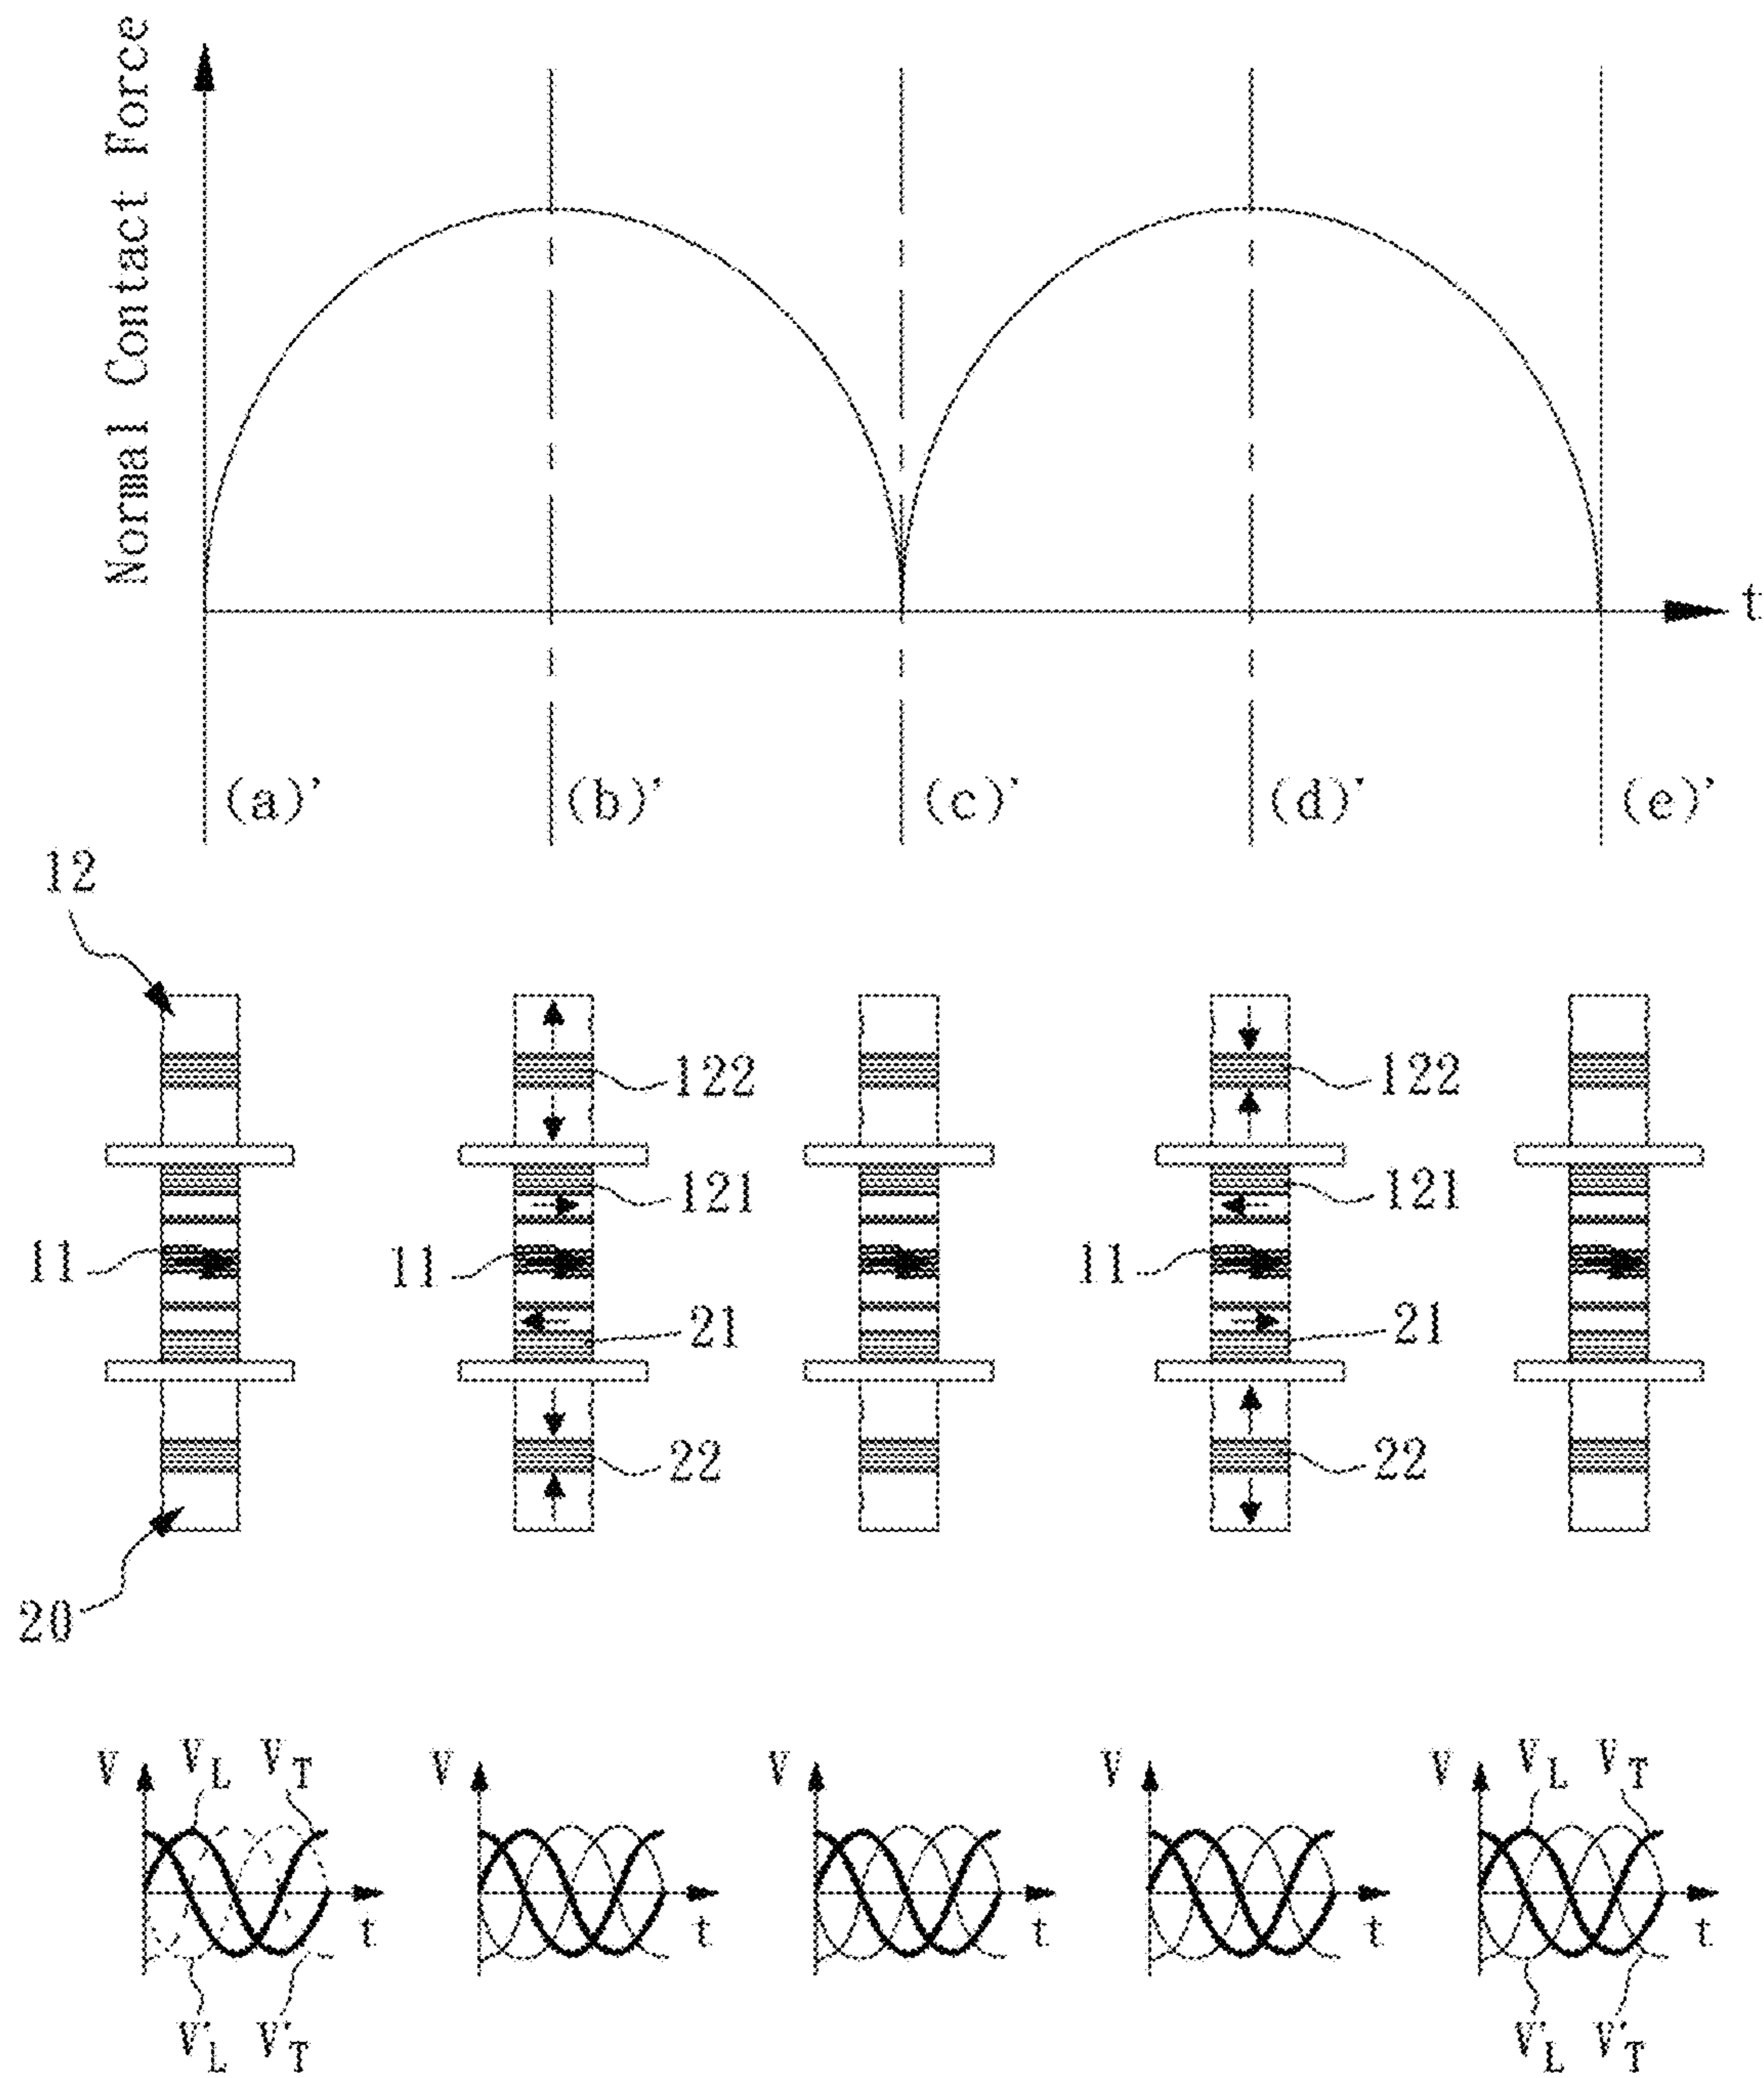 Normal Contact Force
t
(a)' (b)' (c)' (d)' (e)'
12
122 122
121 121
11 11 11
21 21
22 22
20
V V_L V_T V V V V V_L V_T
t t t t t
V'_L V'_T V'_L V'_T